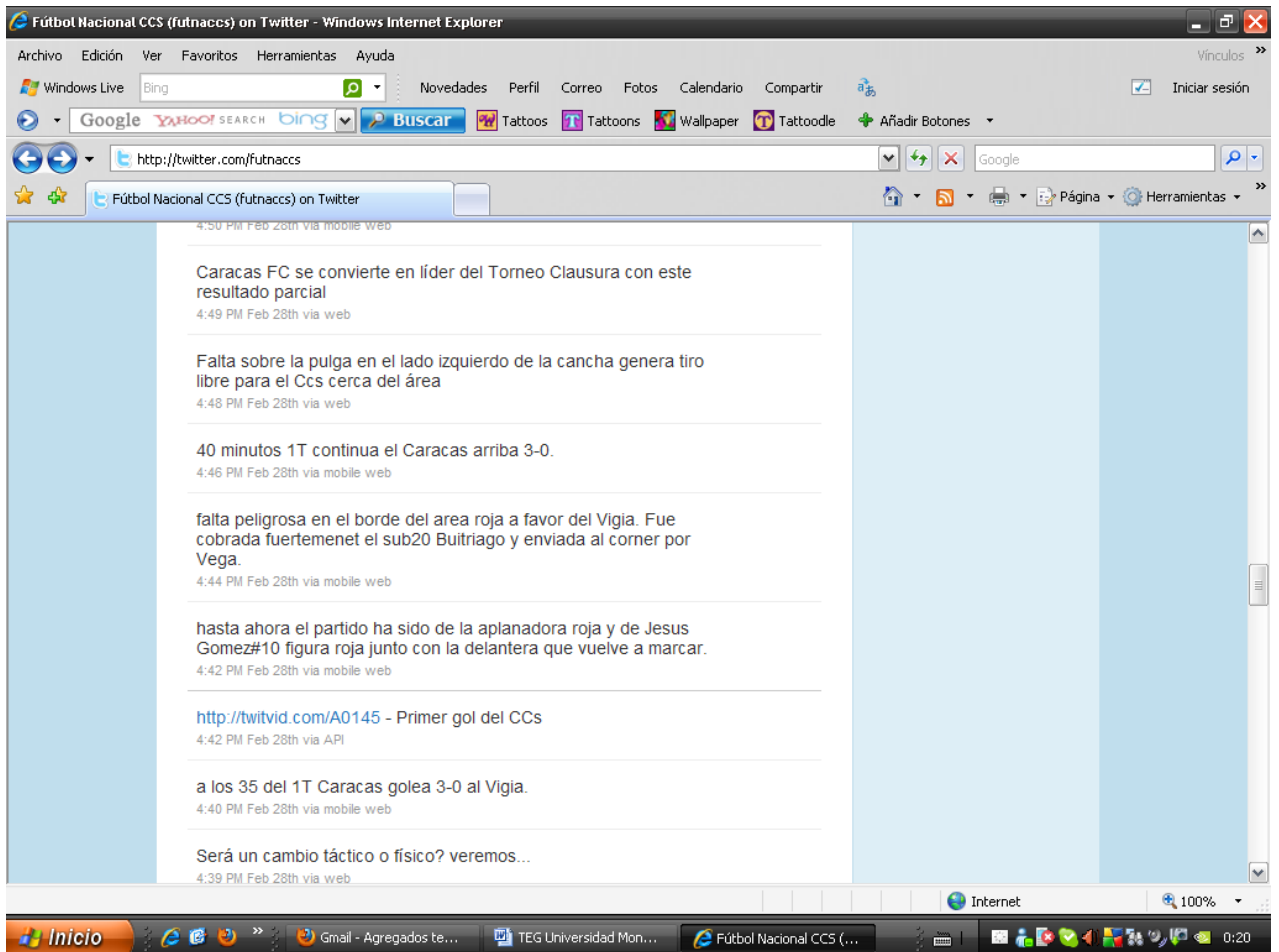 Fútbol Nacional CCS (futnaccs) on Twitter - Windows Internet Explorer
Archivo Edición Ver Favoritos Herramientas Ayuda Vínculos »
Windows Live Bing Novedades Perfil Correo Fotos Calendario Compartir Iniciar sesión
Google YAHOO! SEARCH bing Buscar Tattoos Tattoons Wallpaper Tattoodle Añadir Botones
http://twitter.com/futnaccs Google
Fútbol Nacional CCS (futnaccs) on Twitter Página Herramientas »
4:50 PM Feb 28th via mobile web
Caracas FC se convierte en líder del Torneo Clausura con este
resultado parcial
4:49 PM Feb 28th via web
Falta sobre la pulga en el lado izquierdo de la cancha genera tiro
libre para el Ccs cerca del área
4:48 PM Feb 28th via web
40 minutos 1T continua el Caracas arriba 3-0.
4:46 PM Feb 28th via mobile web
falta peligrosa en el borde del area roja a favor del Vigia. Fue
cobrada fuertemenet el sub20 Buitriago y enviada al corner por
Vega.
4:44 PM Feb 28th via mobile web
hasta ahora el partido ha sido de la aplanadora roja y de Jesus
Gomez#10 figura roja junto con la delantera que vuelve a marcar.
4:42 PM Feb 28th via mobile web
http://twitvid.com/A0145 - Primer gol del CCs
4:42 PM Feb 28th via API
a los 35 del 1T Caracas golea 3-0 al Vigia.
4:40 PM Feb 28th via mobile web
Será un cambio táctico o físico? veremos...
4:39 PM Feb 28th via web
Internet 100%
Inicio » Gmail - Agregados te... TEG Universidad Mon... Fútbol Nacional CCS (... 0:20